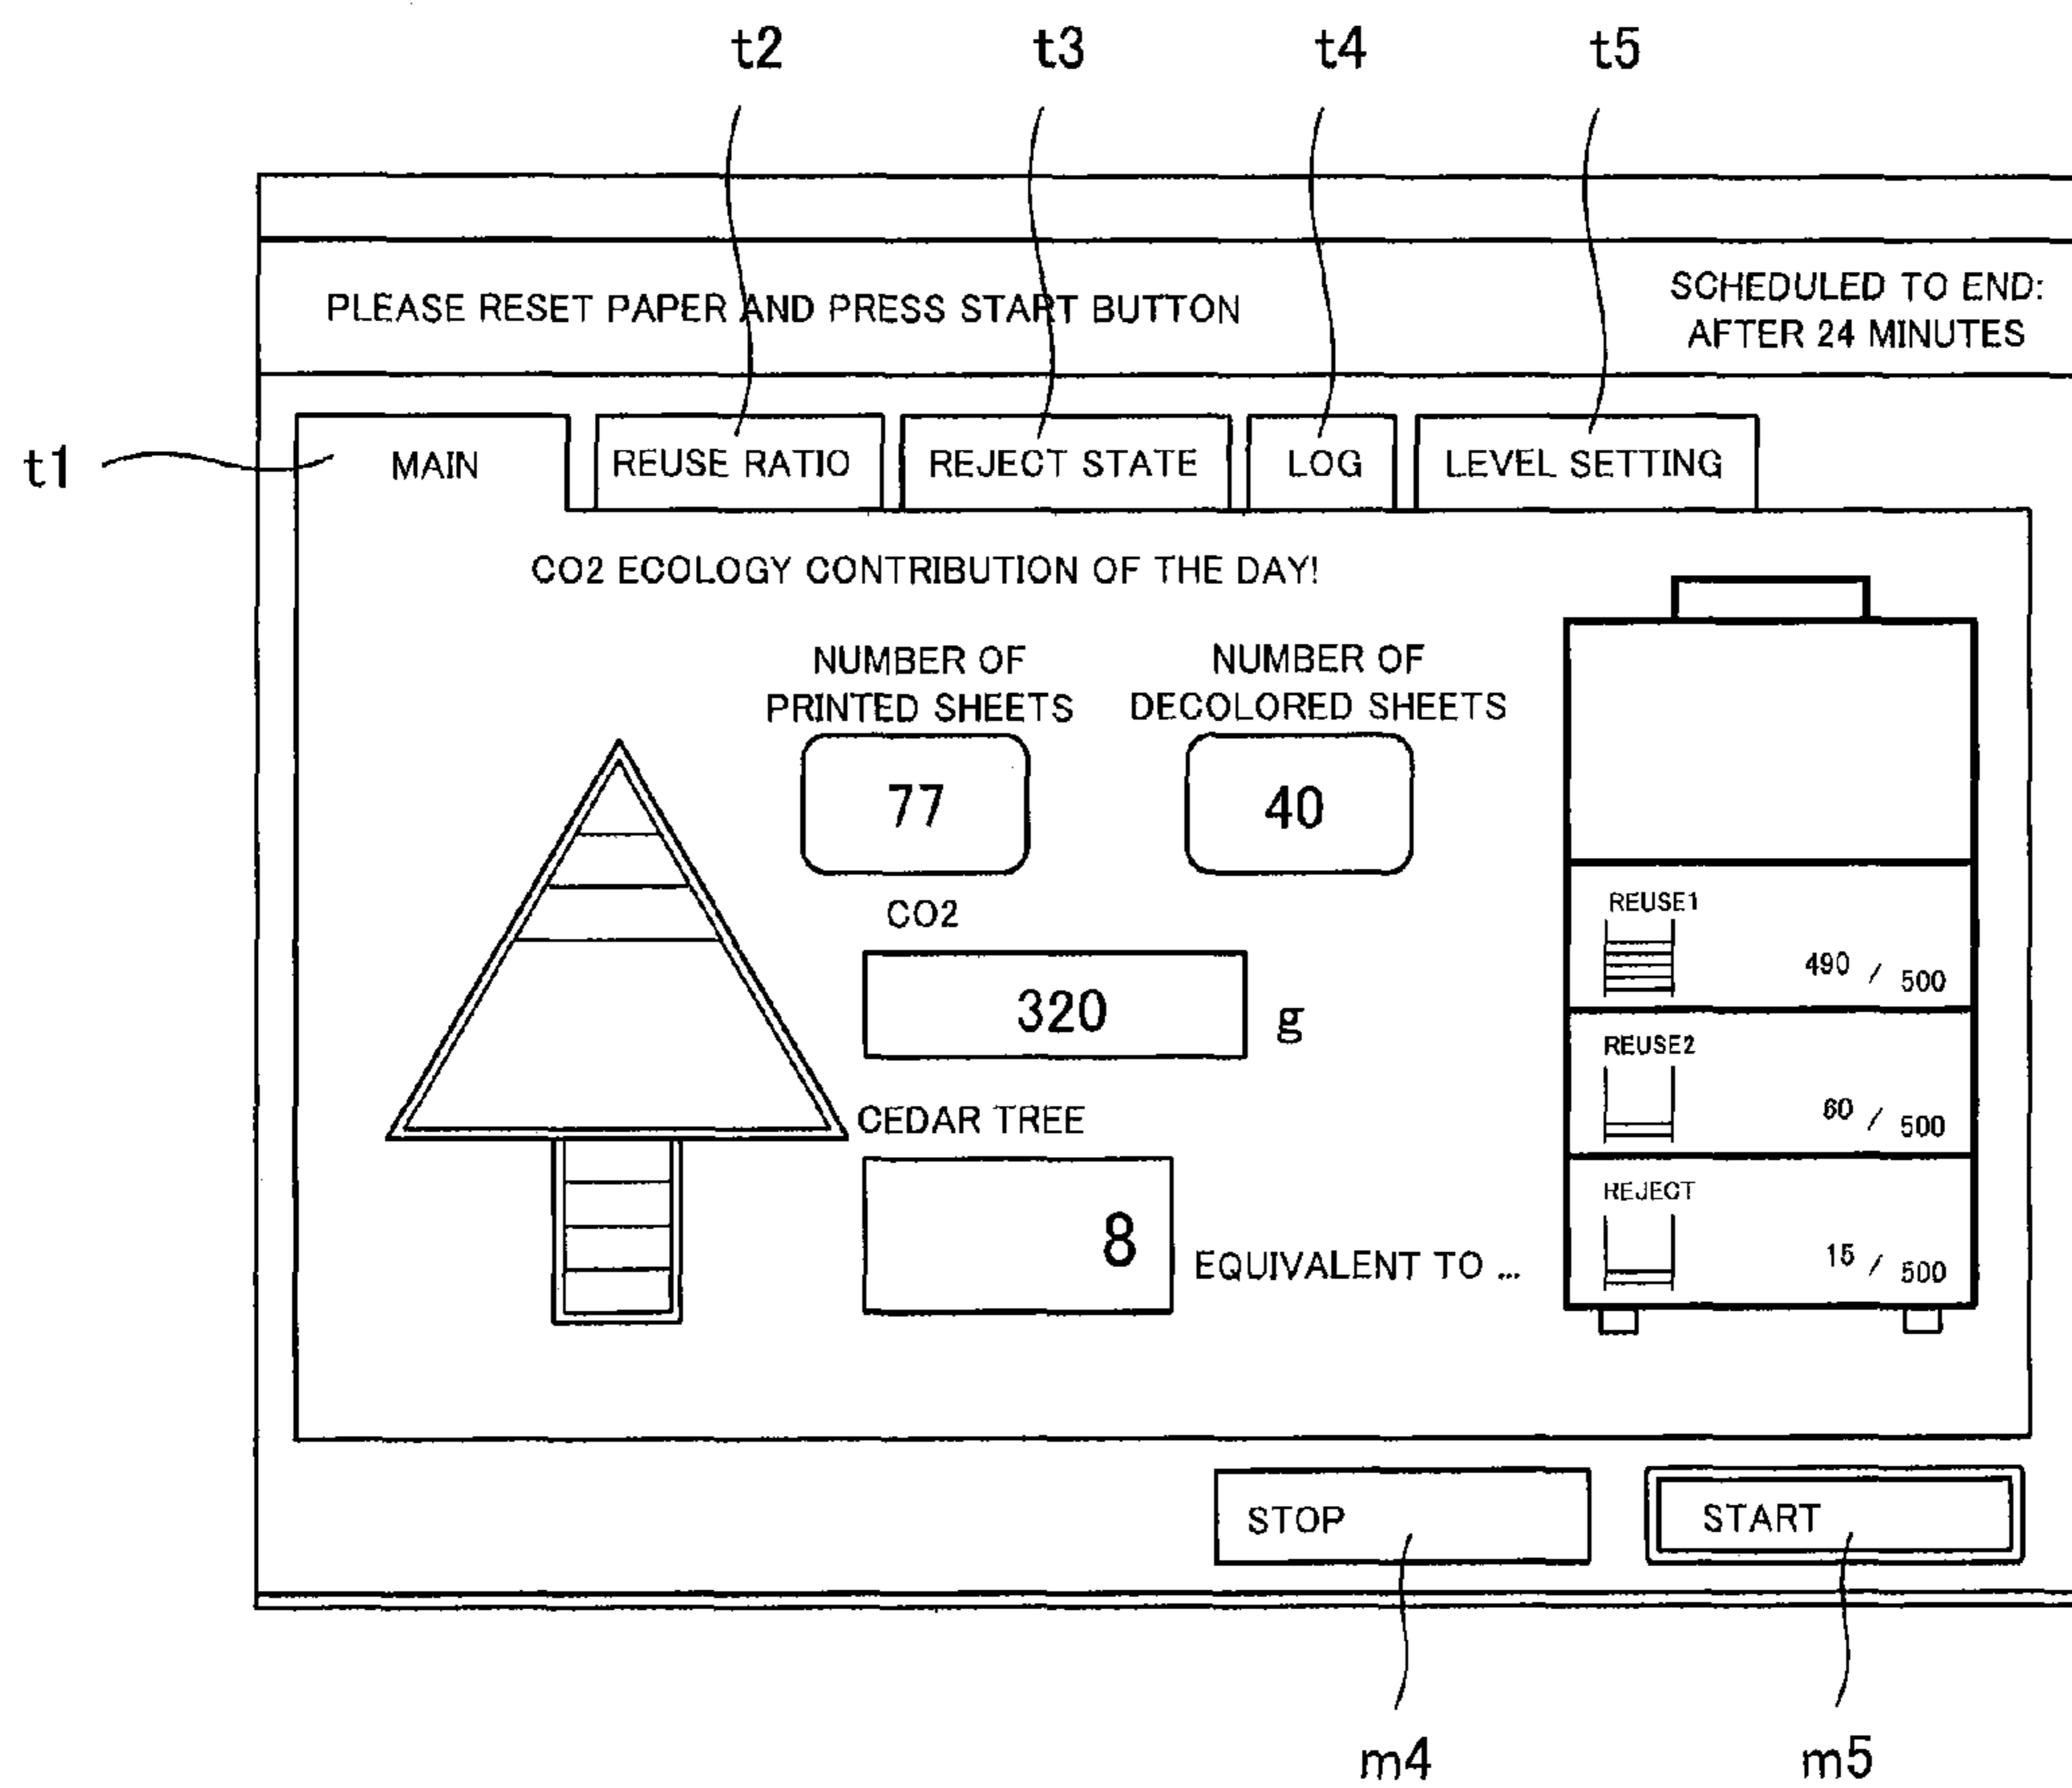 t2 t3 t4 t5
PLEASE RESET PAPER AND PRESS START BUTTON
SCHEDULED TO END:
AFTER 24 MINUTES
t1
MAIN
REUSE RATIO
REJECT STATE
LOG
LEVEL SETTING
CO2 ECOLOGY CONTRIBUTION OF THE DAY!
NUMBER OF
PRINTED SHEETS
77
NUMBER OF
DECOLORED SHEETS
40
CO2
320 g
CEDAR TREE
8 EQUIVALENT TO ...
REUSE1
490 / 500
REUSE2
60 / 500
REJECT
15 / 500
STOP
START
m4 m5